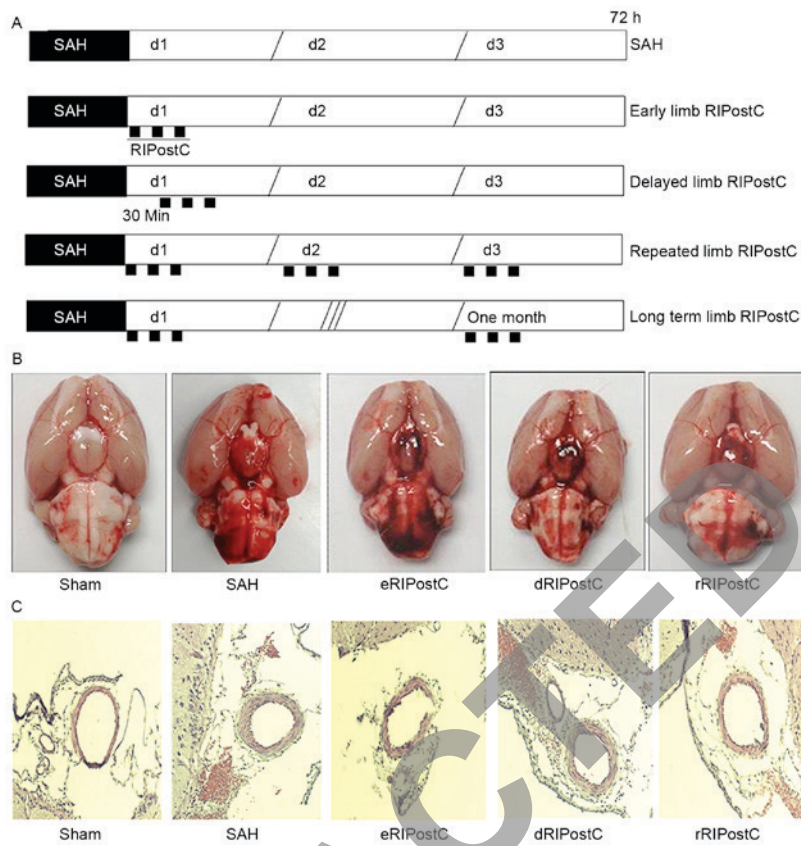 A
72 h
SAH d1 d2 d3 SAH
SAH d1 d2 d3 Early limb RIPostC
RIPostC
SAH d1 d2 d3 Delayed limb RIPostC
30 Min
SAH d1 d2 d3 Repeated limb RIPostC
SAH d1 One month Long term limb RIPostC
B
Sham SAH eRIPostC dRIPostC rRIPostC
C
Sham SAH eRIPostC dRIPostC rRIPostC
CTED